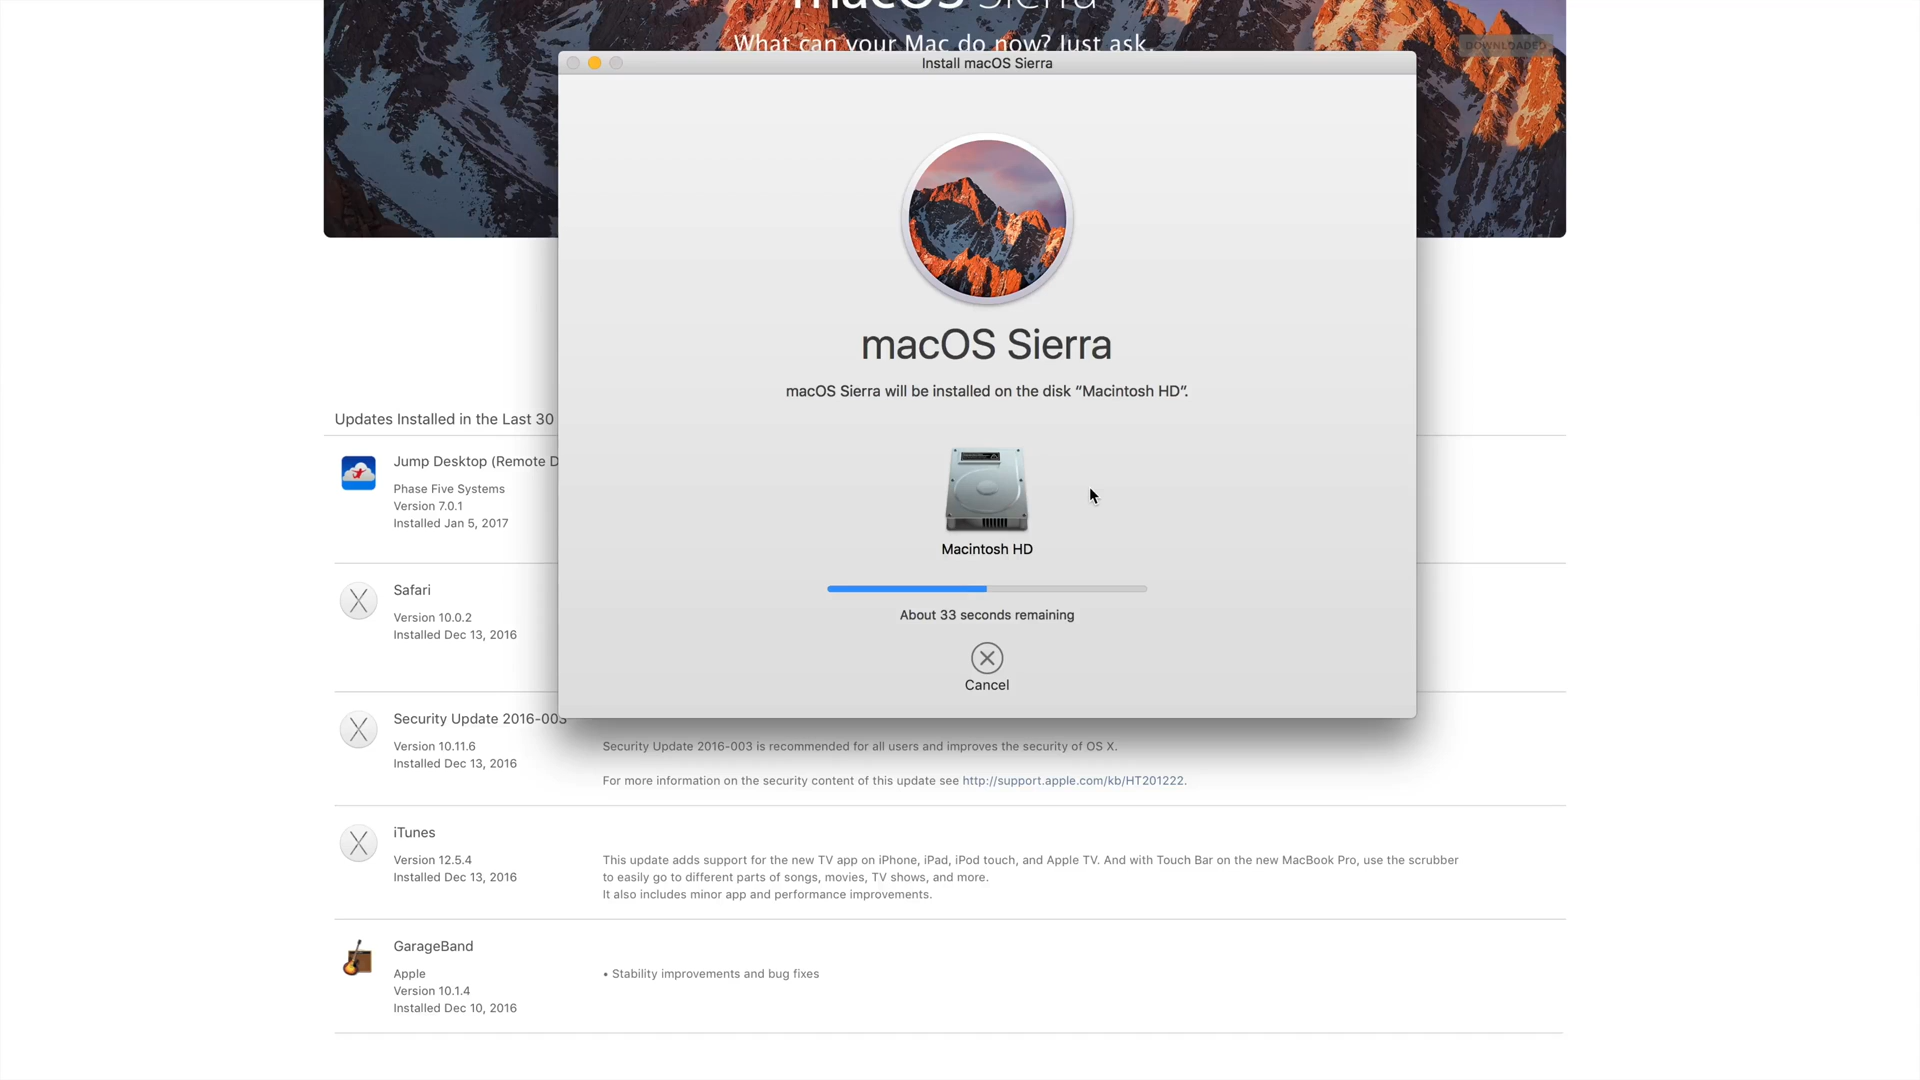 macOS Sierra
What can your Mac do now? Just ask.
DOWNLOADED
Install macOS Sierra
macOS Sierra
macOS Sierra will be installed on the disk “Macintosh HD”.
Macintosh HD
About 33 seconds remaining
Cancel
Updates Installed in the Last 30
Jump Desktop (Remote D
Phase Five Systems
Version 7.0.1
Installed Jan 5, 2017
Safari
Version 10.0.2
Installed Dec 13, 2016
Security Update 2016-003
Version 10.11.6
Installed Dec 13, 2016
Security Update 2016-003 is recommended for all users and improves the security of OS X.
For more information on the security content of this update see http://support.apple.com/kb/HT201222.
iTunes
Version 12.5.4
Installed Dec 13, 2016
This update adds support for the new TV app on iPhone, iPad, iPod touch, and Apple TV. And with Touch Bar on the new MacBook Pro, use the scrubber
to easily go to different parts of songs, movies, TV shows, and more.
It also includes minor app and performance improvements.
GarageBand
Apple
Version 10.1.4
Installed Dec 10, 2016
• Stability improvements and bug fixes